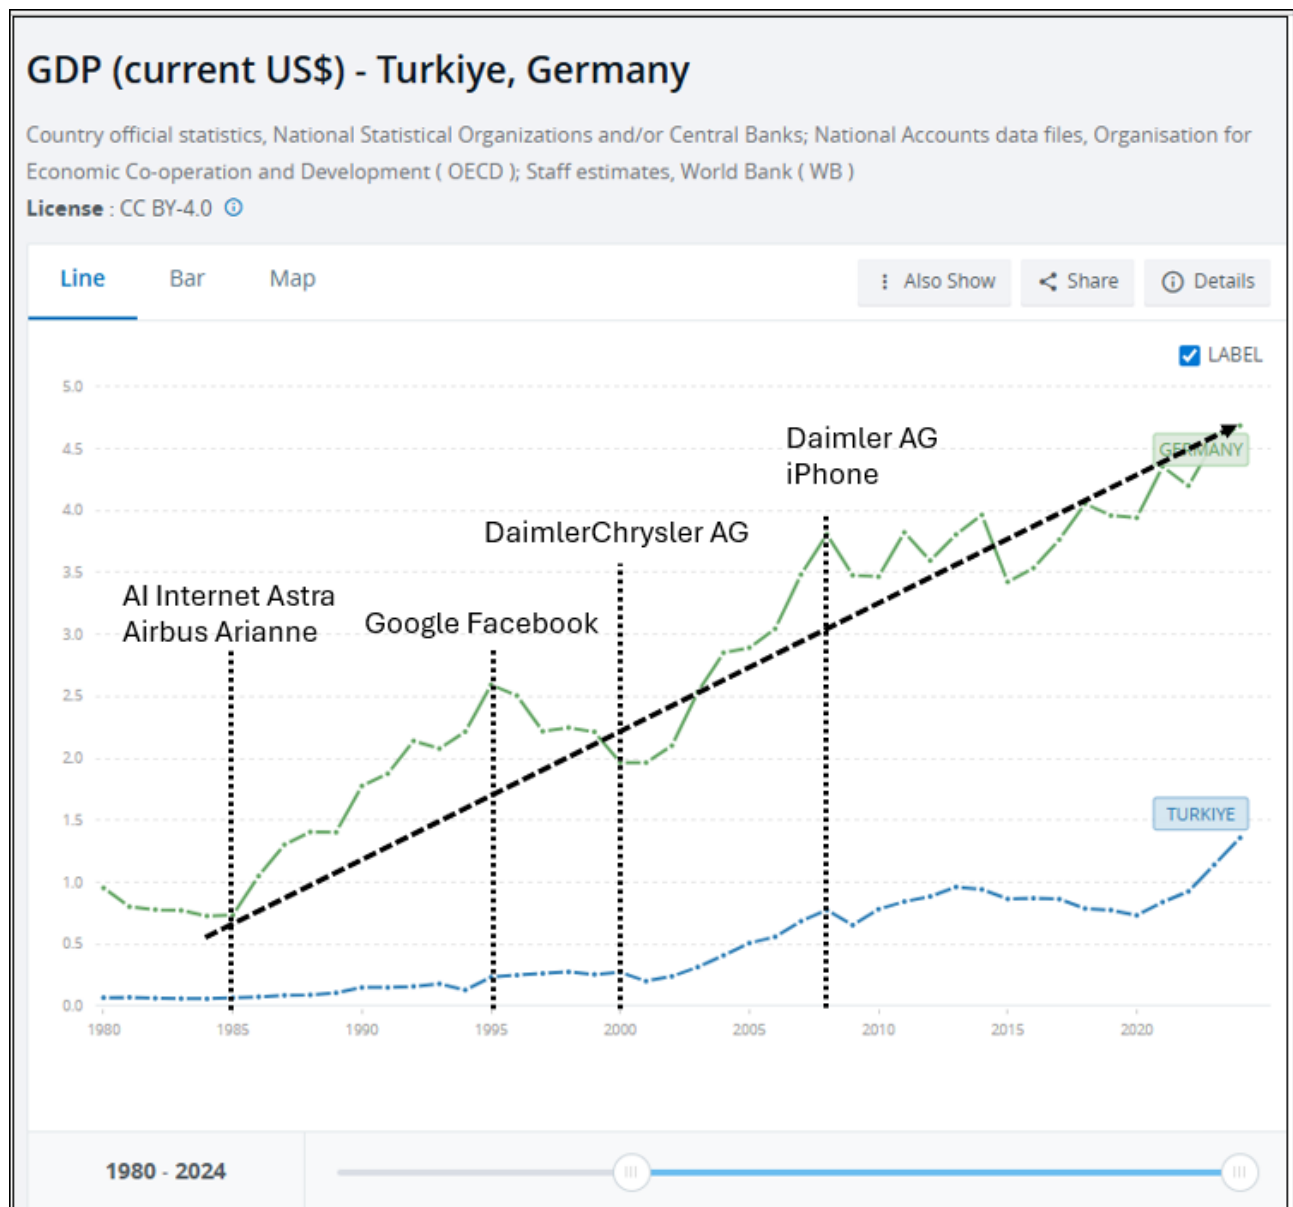 GDP (current US$) - Turkiye, Germany
Country official statistics, National Statistical Organizations and/or Central Banks; National Accounts data files, Organisation for
Economic Co-operation and Development ( OECD ); Staff estimates, World Bank ( WB )
License : CC BY-4.0
Line
Bar
Map
Also Show
Share
Details
LABEL
5.0
4.5
4.0
3.5
3.0
2.5
2.0
1.5
1.0
0.5
0.0
Daimler AG
iPhone
GERMANY
DaimlerChrysler AG
AI Internet Astra
Airbus Arianne
Google Facebook
TURKIYE
1980
1985
1990
1995
2000
2005
2010
2015
2020
1980 - 2024